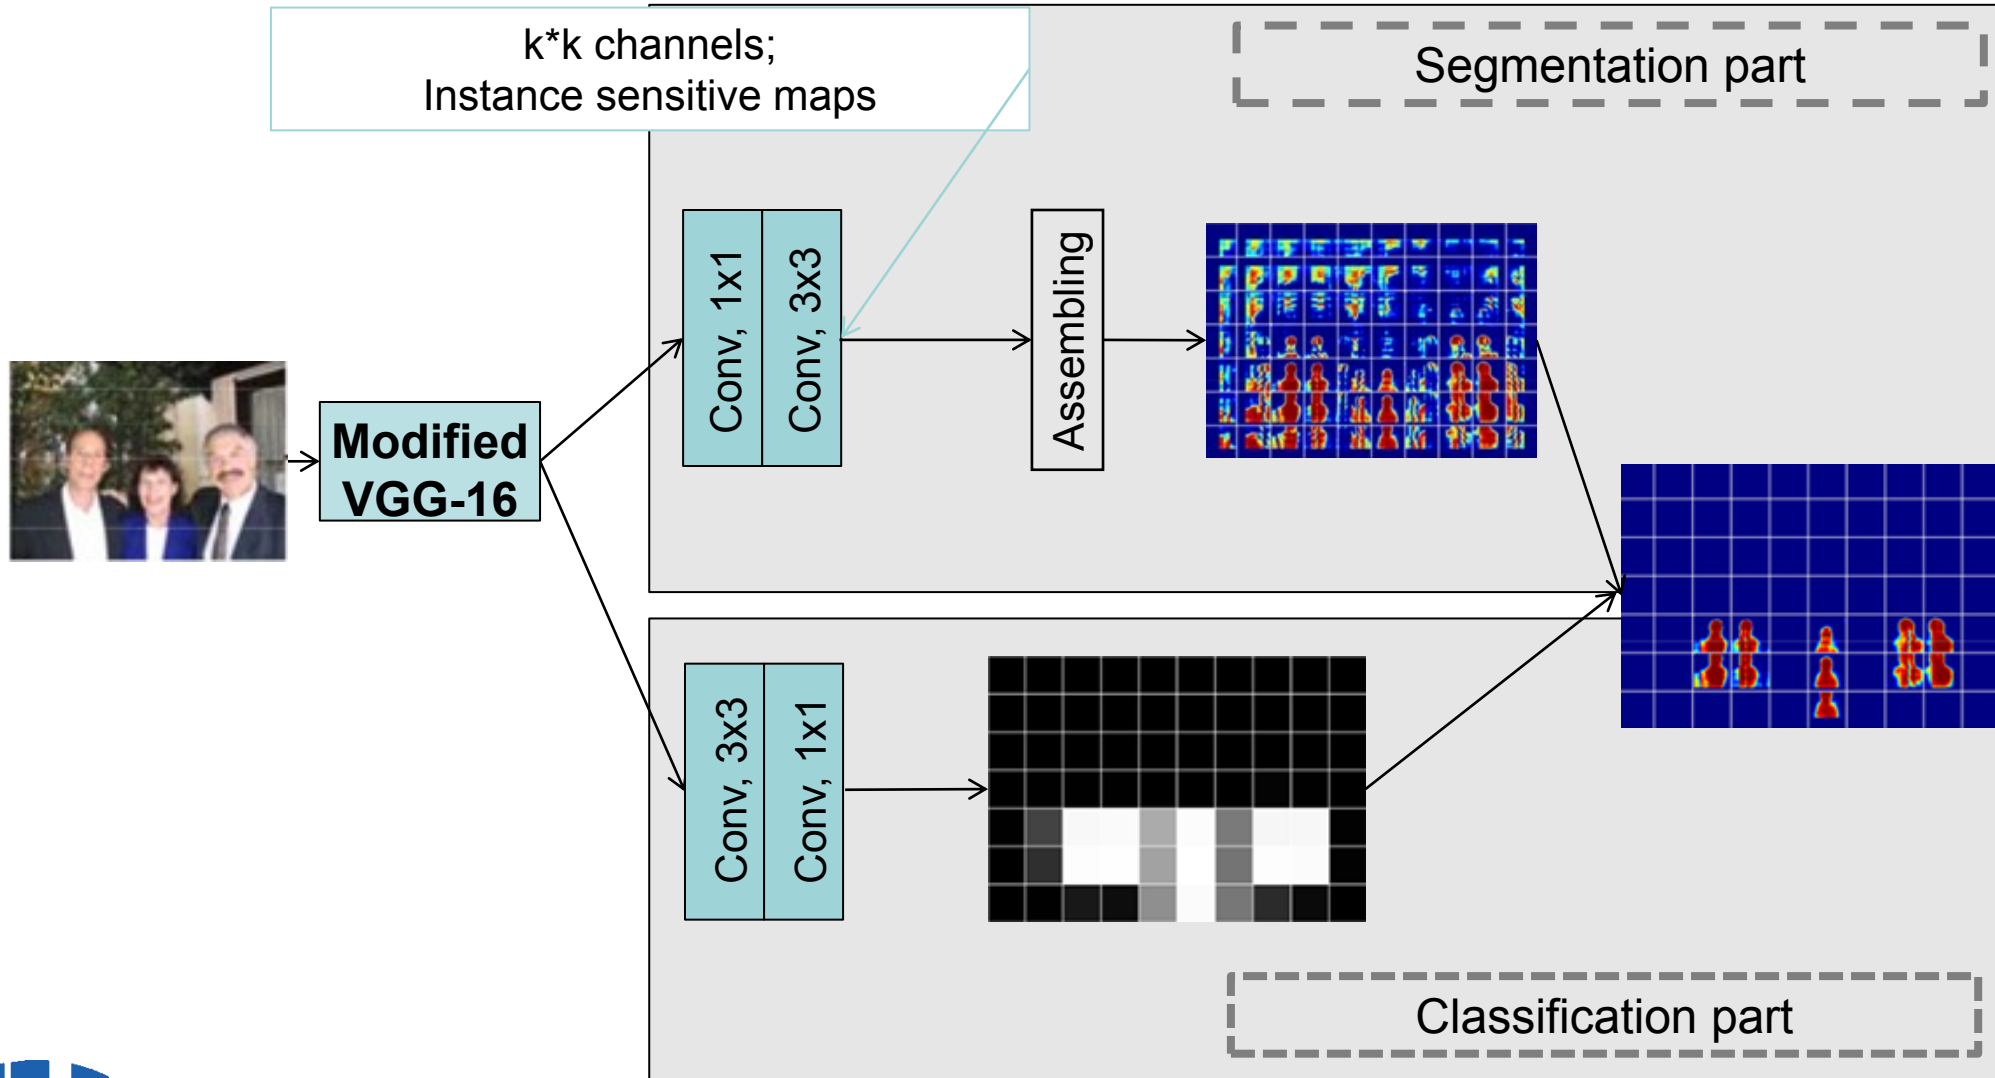 k*k channels;
Instance sensitive maps
Segmentation part
Conv, 1x1
Conv, 3x3
Assembling
Modified
VGG-16
Conv, 3x3
Conv, 1x1
Classification part